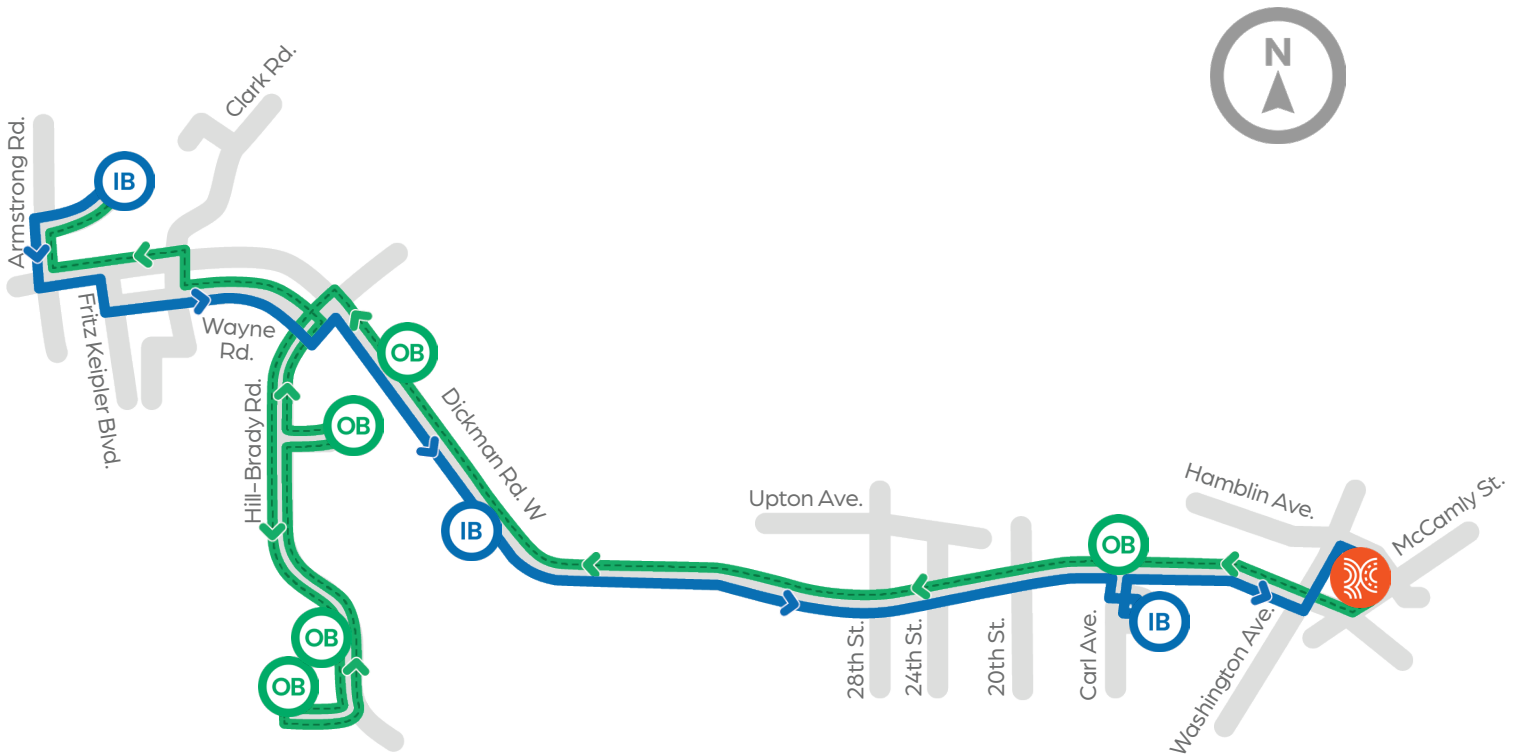 N
Clark Rd.
Armstrong Rd.
IB
Fritz Keipler Blvd.
Wayne
Rd.
OB
Hill-Brady Rd.
OB
Dickman Rd. W
IB
OB
OB
Upton Ave.
28th St.
24th St.
20th St.
OB
Carl Ave.
IB
Hamblin Ave.
McCamly St.
Washington Ave.